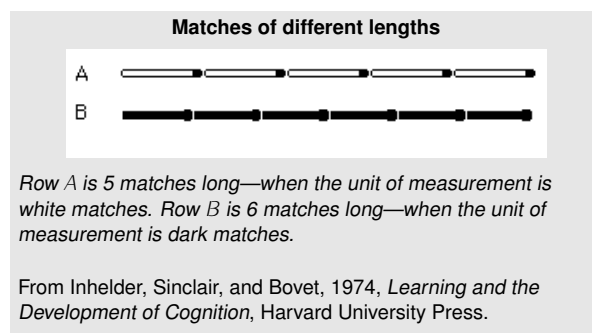 Matches of different lengths
A
B
Row A is 5 matches long—when the unit of measurement is
white matches. Row B is 6 matches long—when the unit of
measurement is dark matches.
From Inhelder, Sinclair, and Bovet, 1974, Learning and the
Development of Cognition, Harvard University Press.